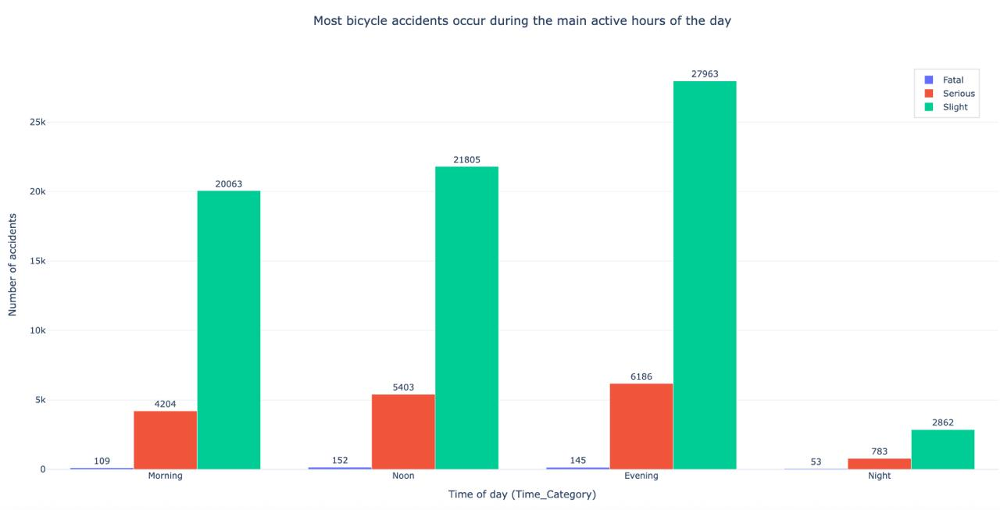 Most bicycle accidents occur during the main active hours of the day
Fatal
Serious
Slight
Number of accidents
25k
20k
15k
10k
5k
0
109
4204
20063
152
5403
21805
145
6186
27963
53
783
2862
Morning
Noon
Evening
Night
Time of day (Time_Category)